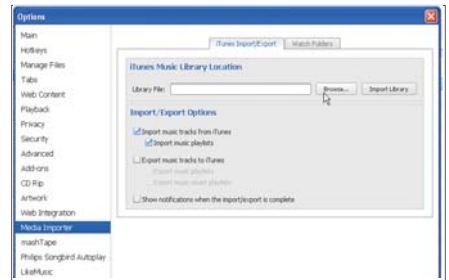 Options
Main
Hotkeys
Manage Files
Tabs
Web Content
Playback
Privacy
Security
Advanced
Add-ons
CD Rip
Artwork
Web Integration
Media Importer
mashTape
Philips Songbird Autoplay
LikeMusic
iTunes Import/Export Watch Folders
iTunes Music Library Location
Library File: Browse... Import Library
Import/Export Options
Import music tracks from iTunes
Import music playlists
Export music tracks to iTunes
Export music playlists
Export music smart playlists
Show notifications when the import/export is complete